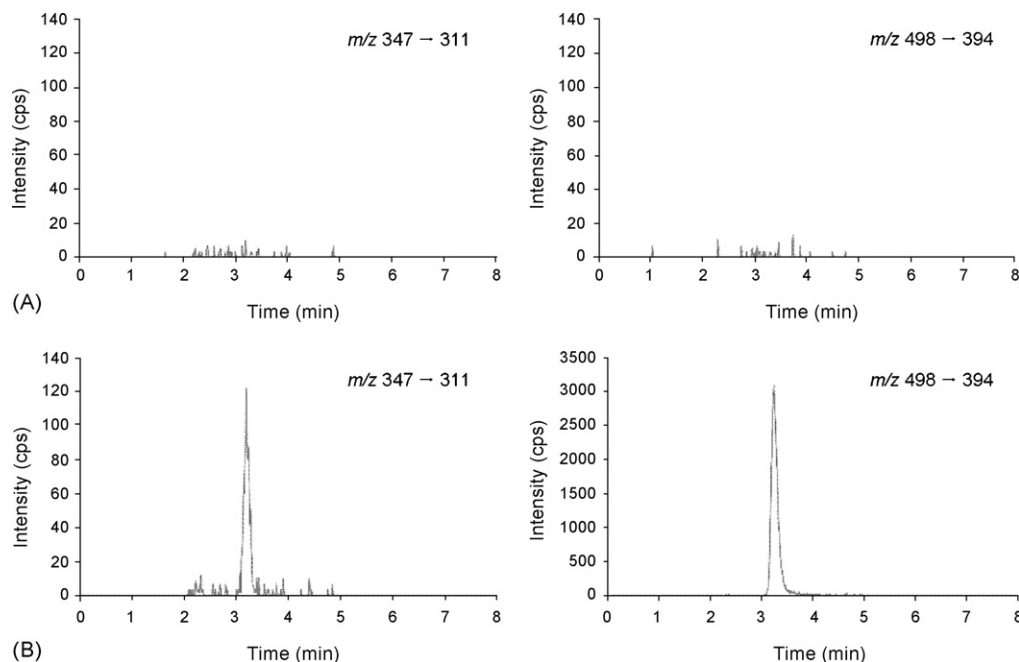 140
120
100
80
60
40
20
0
Intensity (cps)
m/z 347 → 311
0 1 2 3 4 5 6 7 8
Time (min)
140
120
100
80
60
40
20
0
Intensity (cps)
m/z 498 → 394
0 1 2 3 4 5 6 7 8
Time (min)
(A)
140
120
100
80
60
40
20
0
Intensity (cps)
m/z 347 → 311
0 1 2 3 4 5 6 7 8
Time (min)
3500
3000
2500
2000
1500
1000
500
0
Intensity (cps)
m/z 498 → 394
0 1 2 3 4 5 6 7 8
Time (min)
(B)